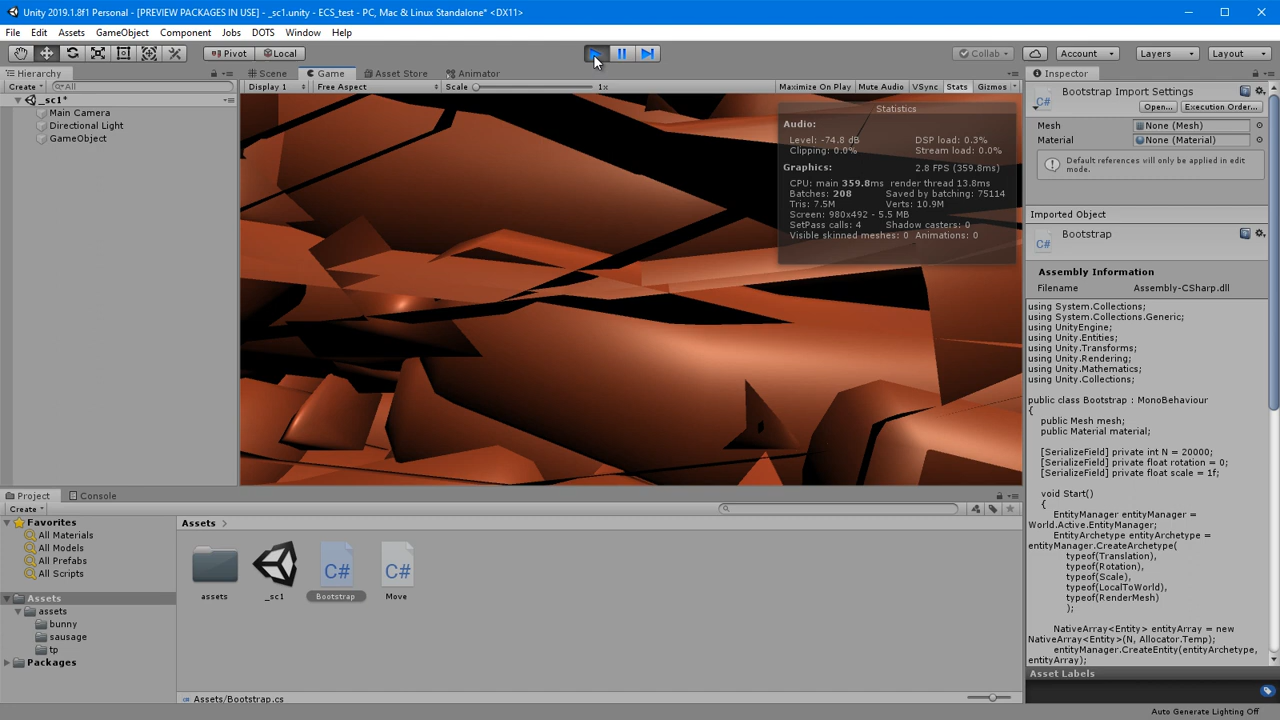 Unity 2019.1.8f1 Personal - [PREVIEW PACKAGES IN USE] - _sc1.unity - ECS_test - PC, Mac & Linux Standalone* <DX11>
File Edit Assets GameObject Component Jobs DOTS Window Help
Pivot Local Collab Account Layers Layout
Hierarchy
Create All
_sc1*
Main Camera
Directional Light
GameObject
Scene Game Asset Store Animator
Display 1 Free Aspect Scale 1x Maximize On Play Mute Audio VSync Stats Gizmos
Statistics
Audio:
Level: -74.8 dB DSP load: 0.3%
Clipping: 0.0% Stream load: 0.0%
Graphics: 2.8 FPS (359.8ms)
CPU: main 359.8ms render thread 13.8ms
Batches: 208 Saved by batching: 75114
Tris: 7.5M Verts: 10.9M
Screen: 980x492 - 5.5 MB
SetPass calls: 4 Shadow casters: 0
Visible skinned meshes: 0 Animations: 0
Inspector
Bootstrap Import Settings
Open... Execution Order...
Mesh None (Mesh)
Material None (Material)
Default references will only be applied in edit
mode.
Imported Object
C# Bootstrap
Assembly Information
Filename Assembly-CSharp.dll
using System.Collections;
using System.Collections.Generic;
using UnityEngine;
using Unity.Entities;
using Unity.Transforms;
using Unity.Rendering;
using Unity.Mathematics;
using Unity.Collections;
public class Bootstrap : MonoBehaviour
{
public Mesh mesh;
public Material material;
[SerializeField] private int N = 20000;
[SerializeField] private float rotation = 0;
[SerializeField] private float scale = 1f;
void Start()
{
EntityManager entityManager =
World.Active.EntityManager;
EntityArchetype entityArchetype =
entityManager.CreateArchetype(
typeof(Translation),
typeof(Rotation),
typeof(Scale),
typeof(LocalToWorld),
typeof(RenderMesh)
);
NativeArray<Entity> entityArray = new
NativeArray<Entity>(N, Allocator.Temp);
entityManager.CreateEntity(entityArchetype,
entityArray);
Asset Labels
Project Console
Create
Favorites
All Materials
All Models
All Prefabs
All Scripts
Assets
assets
bunny
sausage
tp
Packages
Assets
C# C#
assets _sc1 Bootstrap Move
Assets/Bootstrap.cs
Auto Generate Lighting Off